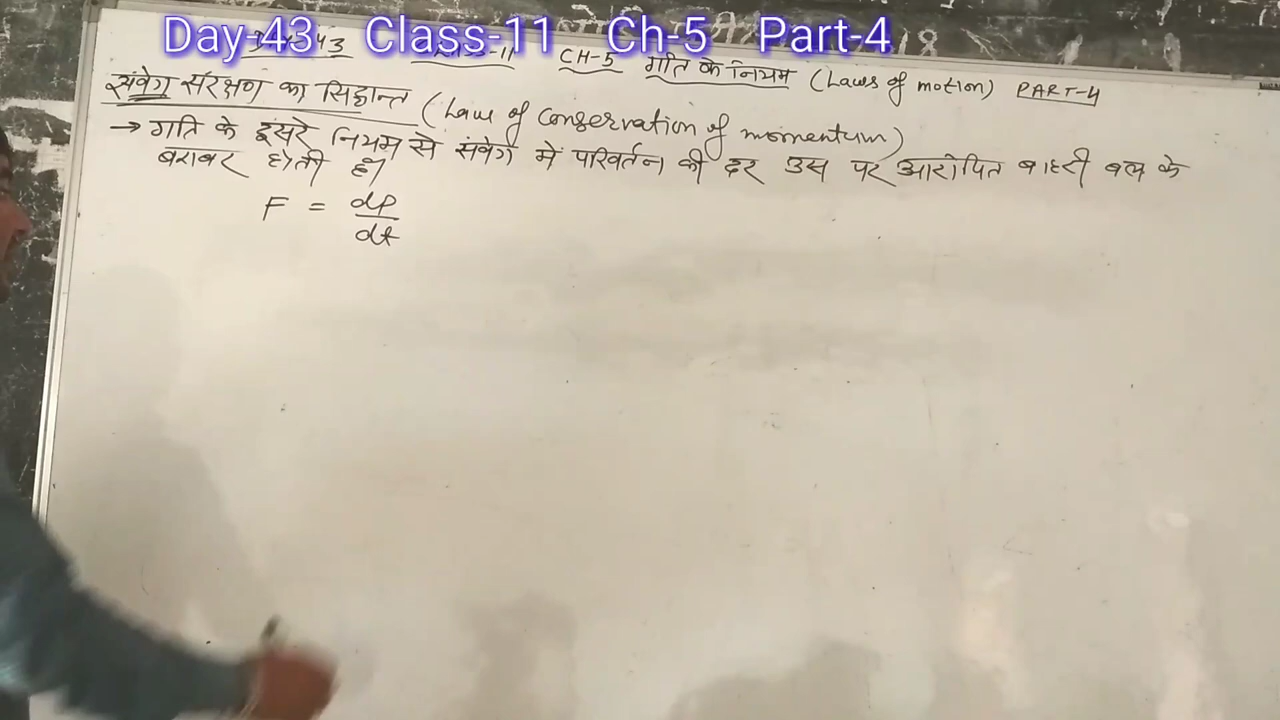 Day-43 Class-11 Ch-5 Part-4
CH-5 गति के नियम (Laws of motion) PART-4
संवेग संरक्षण का सिद्धान्त (Law of conservation of momentum)
→ गति के दूसरे नियम से संवेग में परिवर्तन की दर उस पर आरोपित बाहरी बल के
बराबर होती है।
F = dp/dt